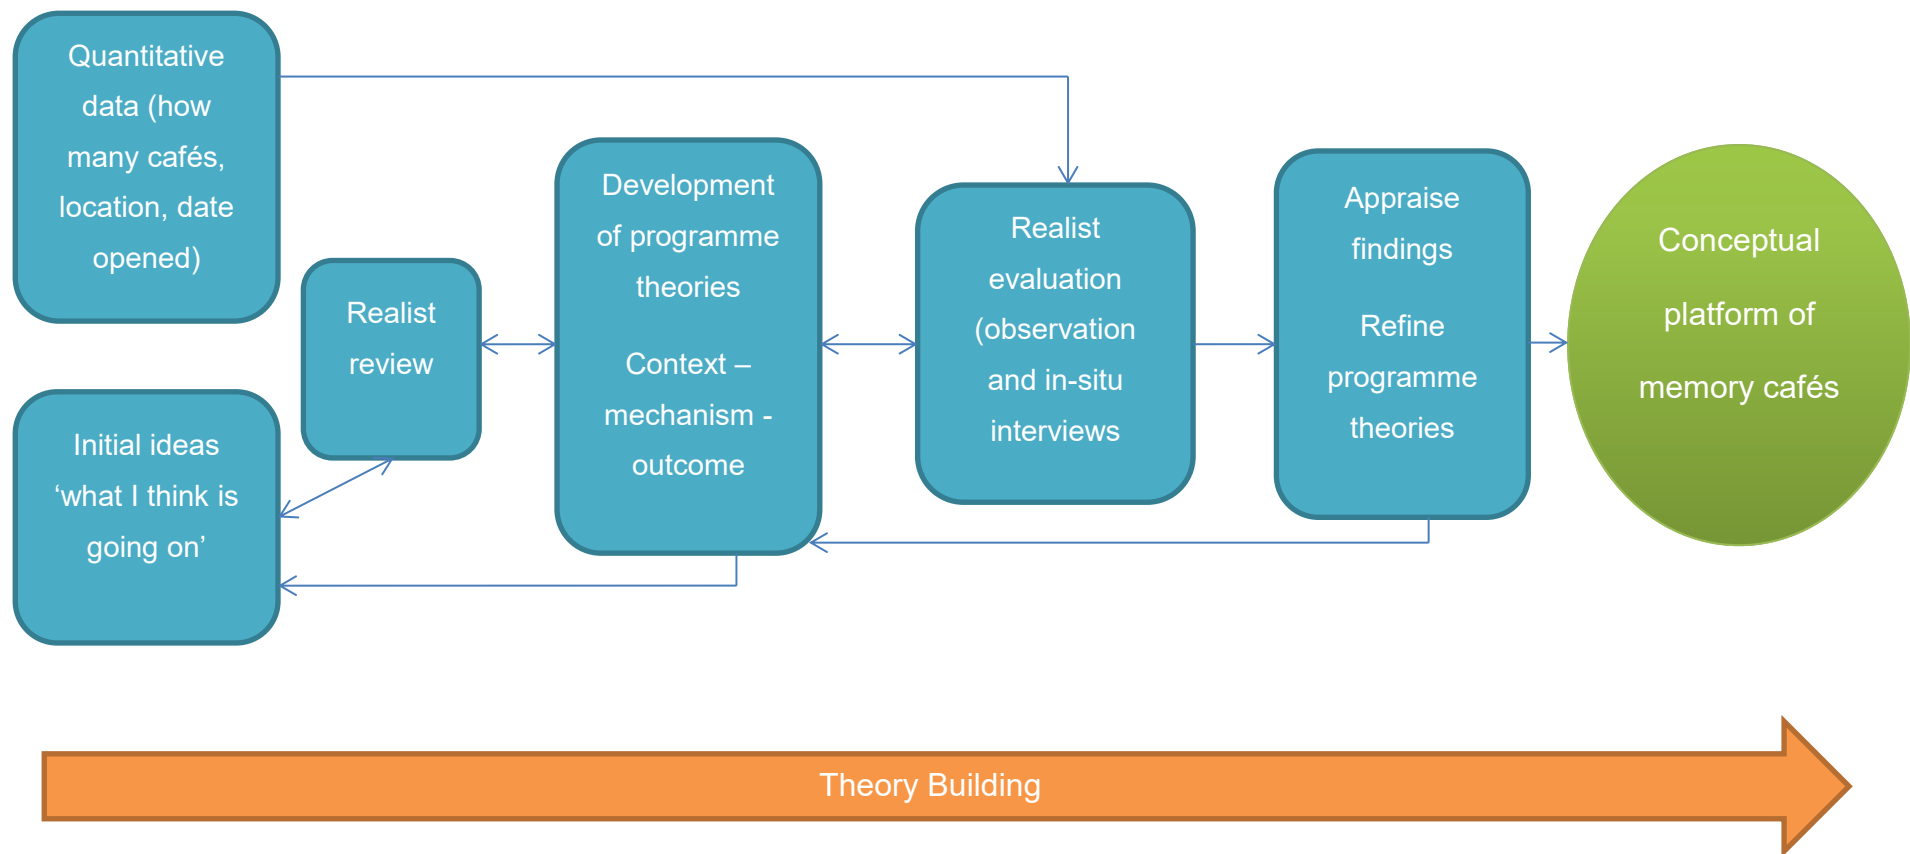 Quantitative
data (how
many cafés,
location, date
opened)
Initial ideas
‘what I think is
going on’
Realist
review
Development
of programme
theories
Context –
mechanism -
outcome
Realist
evaluation
(observation
and in-situ
interviews
Appraise
findings
Refine
programme
theories
Conceptual
platform of
memory cafés
Theory Building